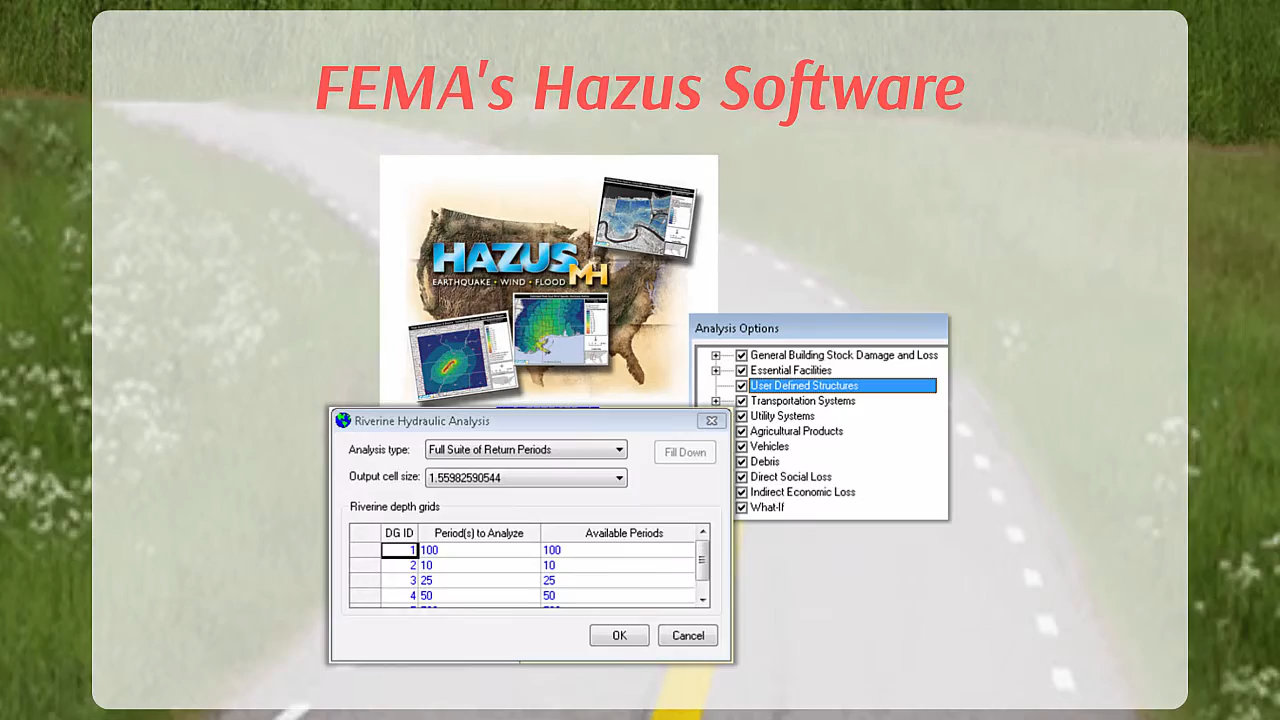 FEMA's Hazus Software
HAZUS
MH
EARTHQUAKE • WIND • FLOOD
Analysis Options
General Building Stock Damage and Loss
Essential Facilities
User Defined Structures
Transportation Systems
Utility Systems
Agricultural Products
Vehicles
Debris
Direct Social Loss
Indirect Economic Loss
What-If
Riverine Hydraulic Analysis
Analysis type: Full Suite of Return Periods Fill Down
Output cell size: 1.55982590544
Riverine depth grids
DG ID Period(s) to Analyze Available Periods
1 100 100
2 10 10
3 25 25
4 50 50
OK Cancel